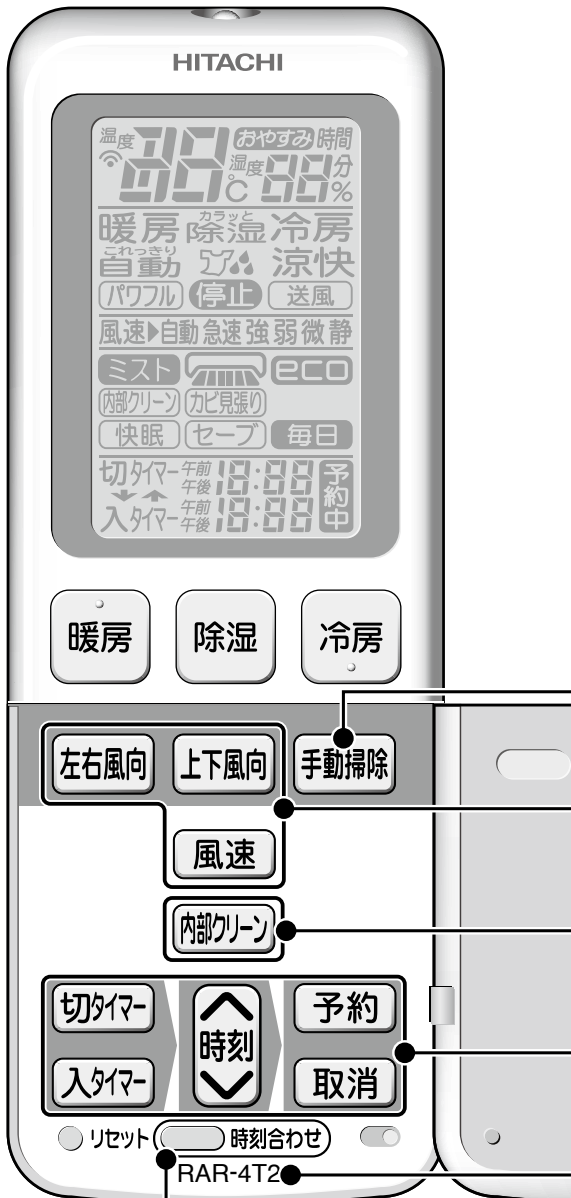 HITACHI
温度 88 ℃ おやすみ 時間
湿度 88 分 %
暖房 除湿 カラッと 冷房
これっきり 自動 涼快
パワフル 停止 送風
風速▶自動 急速 強 弱 微 静
ミスト eco
内部クリーン カビ見張り
快眠 セーブ 毎日
切タイマー 午前 午後 18:88 予約中
入タイマー 午前 午後 18:88
暖房 除湿 冷房
左右風向 上下風向 手動掃除
風速
内部クリーン
切タイマー 時刻 予約
入タイマー 取消
リセット 時刻合わせ
RAR-4T2